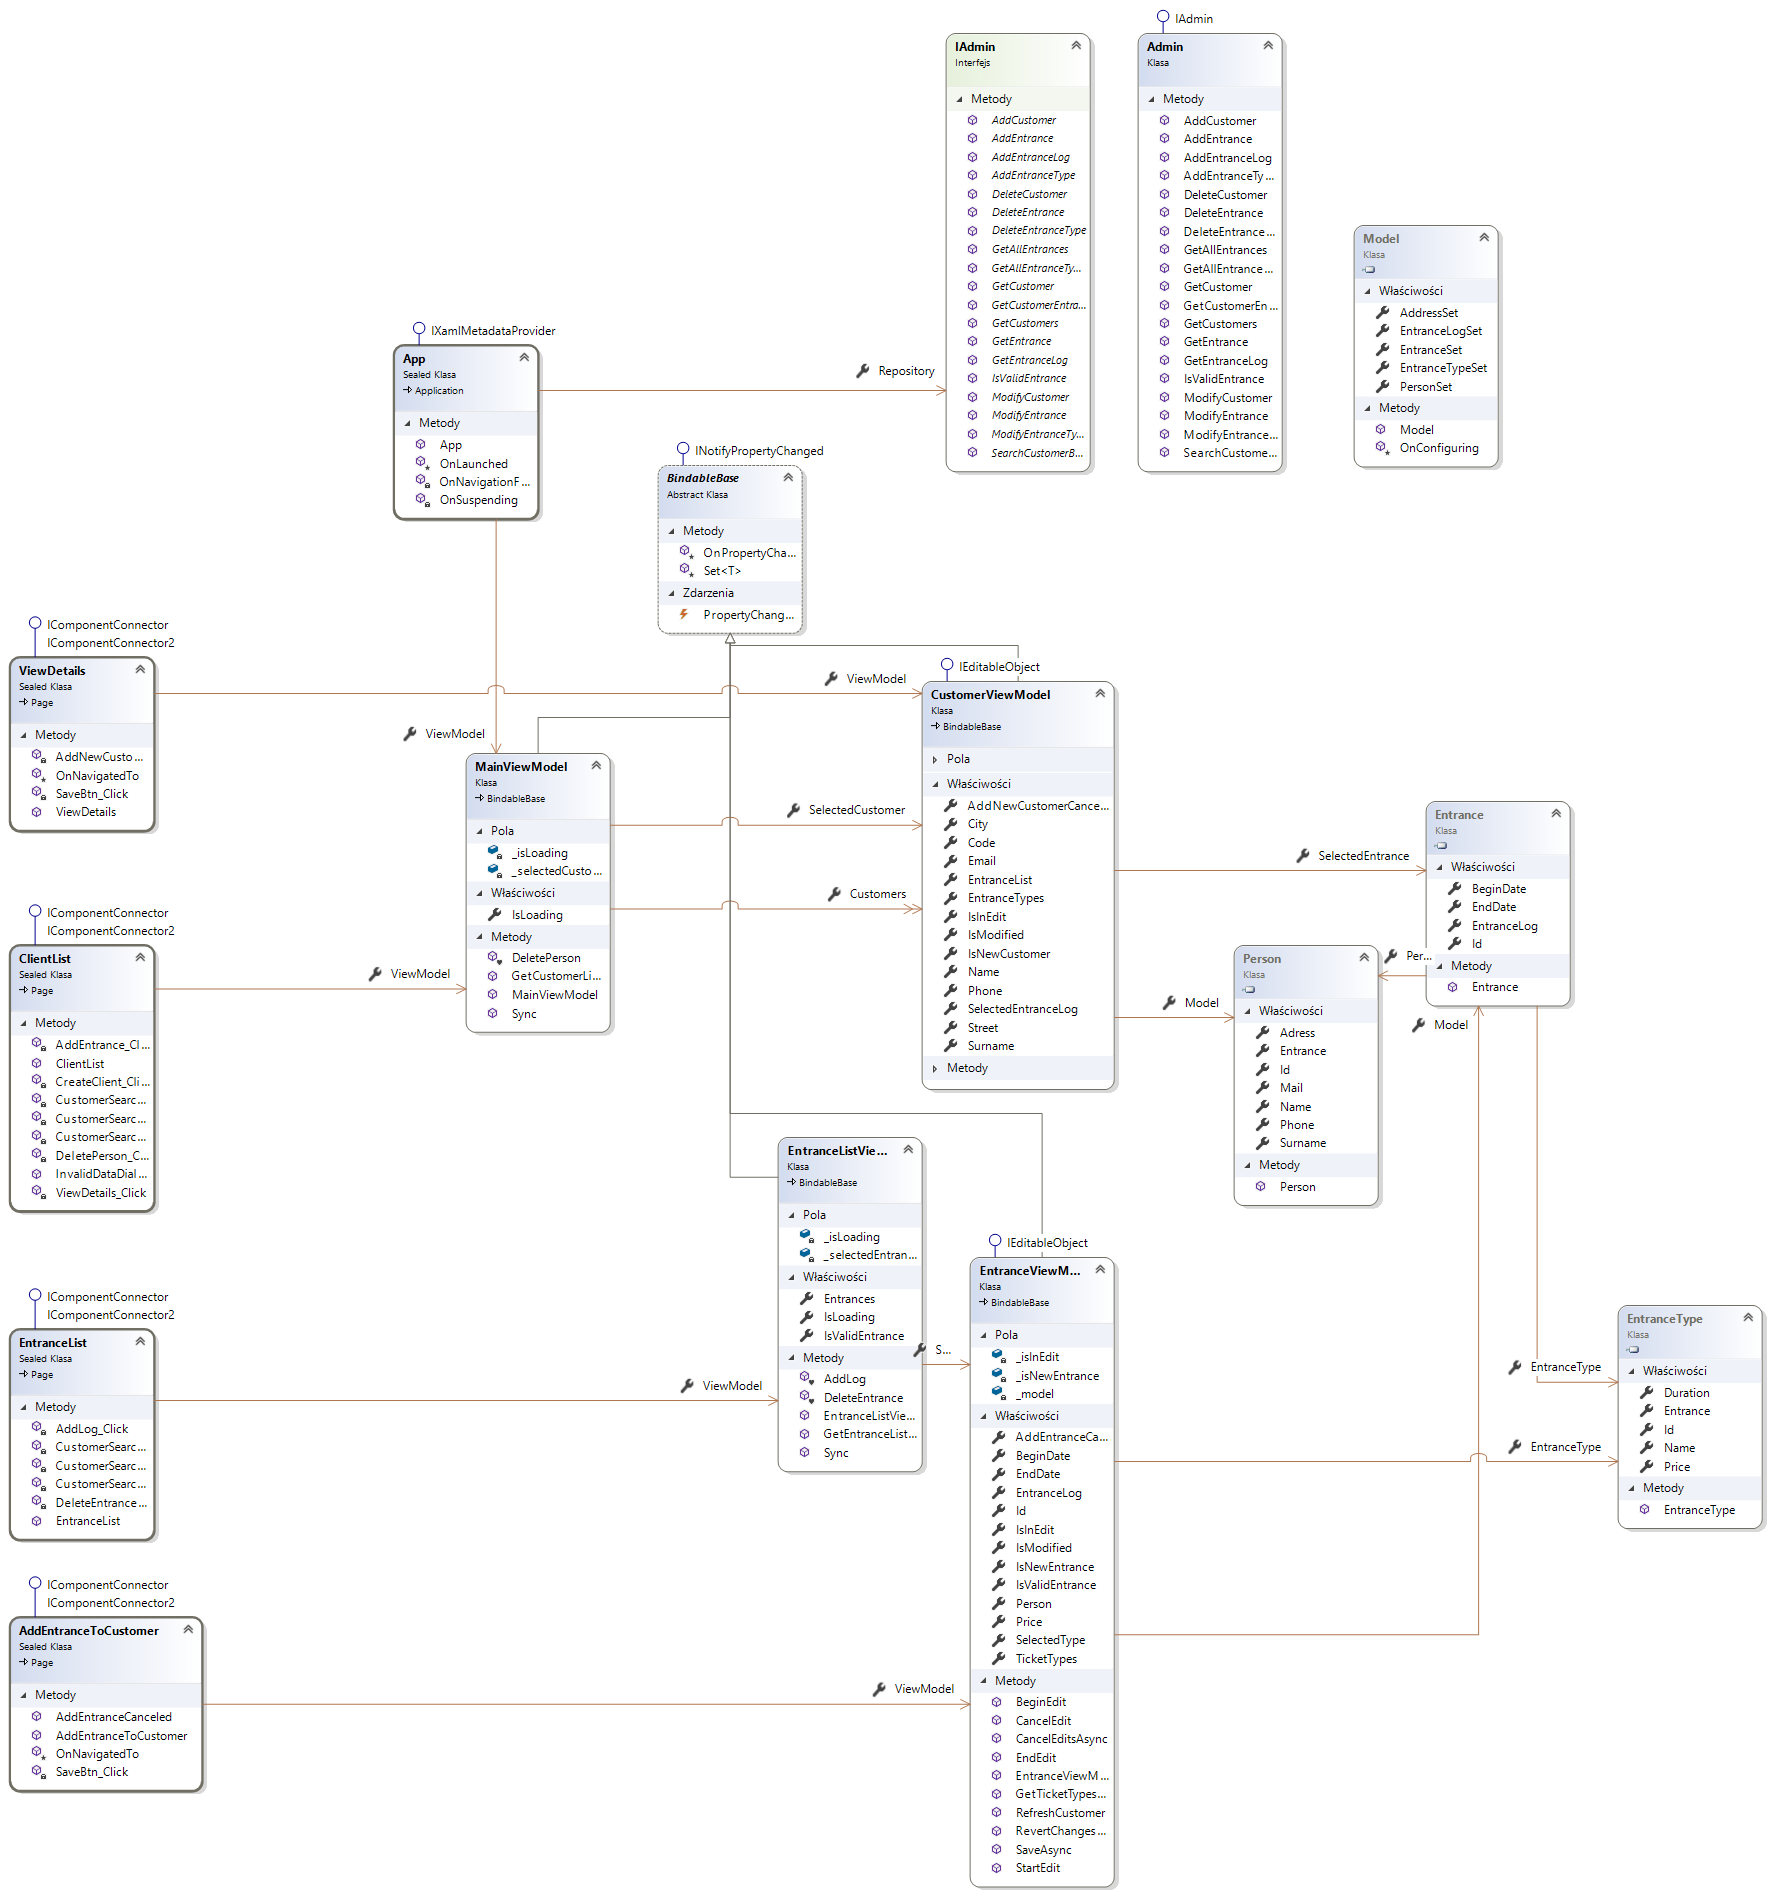 IAdmin
IAdmin
Interfejs
Metody
AddCustomer
AddEntrance
AddEntranceLog
AddEntranceType
DeleteCustomer
DeleteEntrance
DeleteEntranceType
GetAllEntrances
GetAllEntranceTy...
GetCustomer
GetCustomerEntra...
GetCustomers
GetEntrance
GetEntranceLog
IsValidEntrance
ModifyCustomer
ModifyEntrance
ModifyEntranceTy...
SearchCustomerB...
Admin
Klasa
Metody
AddCustomer
AddEntrance
AddEntranceLog
AddEntranceTy...
DeleteCustomer
DeleteEntrance
DeleteEntrance...
GetAllEntrances
GetAllEntrance...
GetCustomer
GetCustomerEn...
GetCustomers
GetEntrance
GetEntranceLog
IsValidEntrance
ModifyCustomer
ModifyEntrance
ModifyEntrance...
SearchCustome...
Model
Klasa
Właściwości
AddressSet
EntranceLogSet
EntranceSet
EntranceTypeSet
PersonSet
Metody
Model
OnConfiguring
IXamlMetadataProvider
App
Sealed Klasa
Application
Metody
App
OnLaunched
OnNavigationF...
OnSuspending
Repository
INotifyPropertyChanged
BindableBase
Abstract Klasa
Metody
OnPropertyCha...
Set<T>
Zdarzenia
PropertyChang...
IComponentConnector
IComponentConnector2
ViewDetails
Sealed Klasa
Page
Metody
AddNewCusto...
OnNavigatedTo
SaveBtn_Click
ViewDetails
ViewModel
ViewModel
MainViewModel
Klasa
BindableBase
Pola
_isLoading
_selectedCusto...
Właściwości
IsLoading
Metody
DeletePerson
GetCustomerLi...
MainViewModel
Sync
SelectedCustomer
Customers
IEditableObject
CustomerViewModel
Klasa
BindableBase
Pola
Właściwości
AddNewCustomerCance...
City
Code
Email
EntranceList
EntranceTypes
IsInEdit
IsModified
IsNewCustomer
Name
Phone
SelectedEntranceLog
Street
Surname
Metody
SelectedEntrance
Model
Entrance
Klasa
Właściwości
BeginDate
EndDate
EntranceLog
Id
Metody
Entrance
Per...
Model
Person
Klasa
Właściwości
Adress
Entrance
Id
Mail
Name
Phone
Surname
Metody
Person
IComponentConnector
IComponentConnector2
ClientList
Sealed Klasa
Page
Metody
AddEntrance_Cl...
ClientList
CreateClient_Cli...
CustomerSearc...
CustomerSearc...
CustomerSearc...
DeletePerson_C...
InvalidDataDial...
ViewDetails_Click
ViewModel
EntranceListVie...
Klasa
BindableBase
Pola
_isLoading
_selectedEntran...
Właściwości
Entrances
IsLoading
IsValidEntrance
Metody
AddLog
DeleteEntrance
EntranceListVie...
GetEntranceList...
Sync
S...
IEditableObject
EntranceViewM...
Klasa
BindableBase
Pola
_isInEdit
_isNewEntrance
_model
Właściwości
AddEntranceCa...
BeginDate
EndDate
EntranceLog
Id
IsInEdit
IsModified
IsNewEntrance
IsValidEntrance
Person
Price
SelectedType
TicketTypes
Metody
BeginEdit
CancelEdit
CancelEditsAsync
EndEdit
EntranceViewM...
GetTicketTypes...
RefreshCustomer
RevertChanges...
SaveAsync
StartEdit
EntranceType
EntranceType
EntranceType
Klasa
Właściwości
Duration
Entrance
Id
Name
Price
Metody
EntranceType
IComponentConnector
IComponentConnector2
EntranceList
Sealed Klasa
Page
Metody
AddLog_Click
CustomerSearc...
CustomerSearc...
CustomerSearc...
DeleteEntrance...
EntranceList
ViewModel
IComponentConnector
IComponentConnector2
AddEntranceToCustomer
Sealed Klasa
Page
Metody
AddEntranceCanceled
AddEntranceToCustomer
OnNavigatedTo
SaveBtn_Click
ViewModel